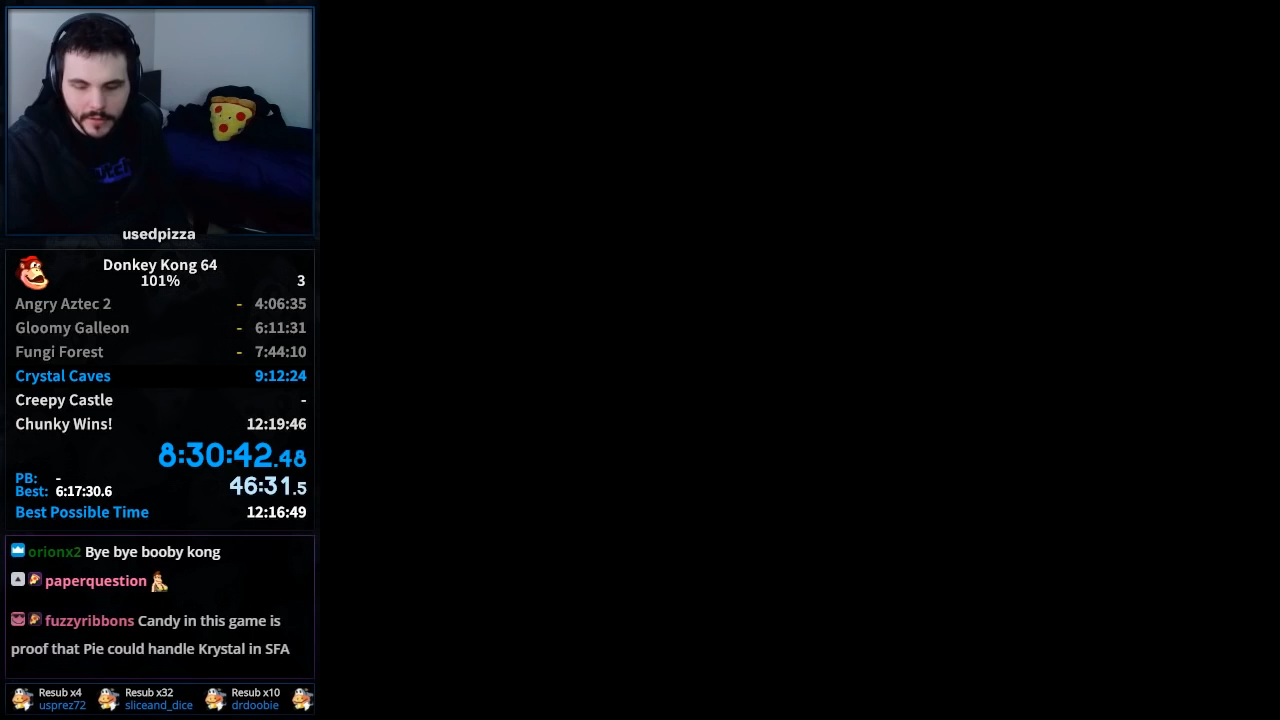 usedpizza
Donkey Kong 64
101% 3
Angry Aztec 2 - 4:06:35
Gloomy Galleon - 6:11:31
Fungi Forest - 7:44:10
Crystal Caves 9:12:24
Creepy Castle -
Chunky Wins! 12:19:46
8:30:42.48
PB: -
Best: 6:17:30.6
46:31.5
Best Possible Time 12:16:49
orionx2 Bye bye booby kong
paperquestion
fuzzyribbons Candy in this game is
proof that Pie could handle Krystal in SFA
Resub x4 Resub x32 Resub x10
usprez72 sliceand_dice drdoobie